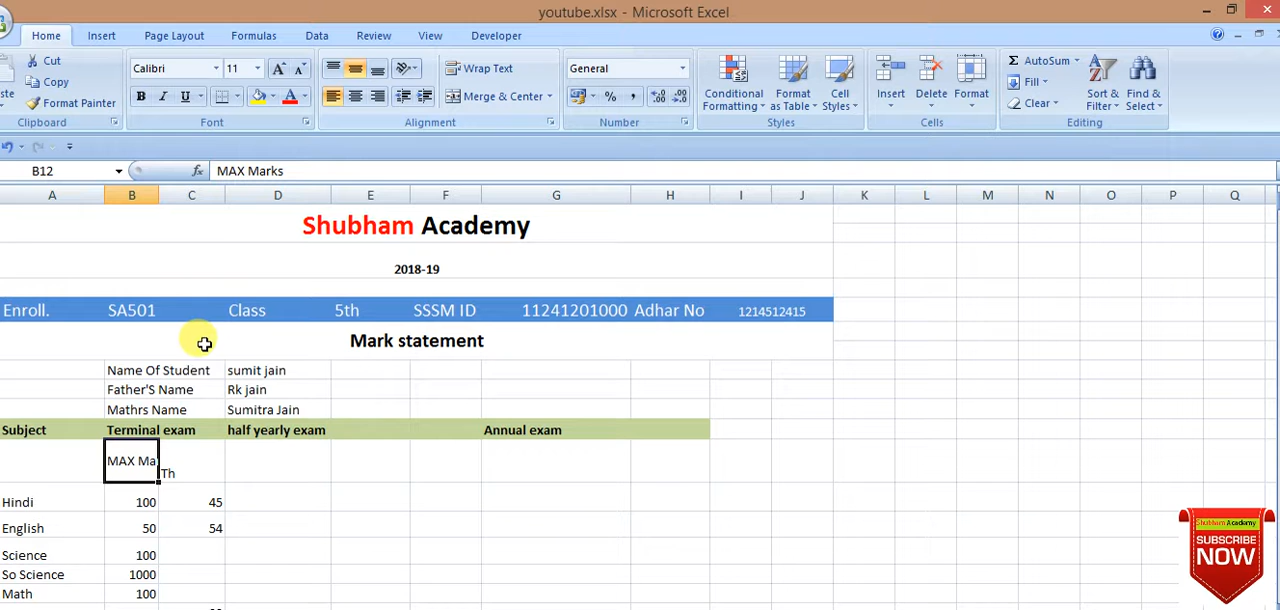 youtube.xlsx - Microsoft Excel
Home Insert Page Layout Formulas Data Review View Developer
Cut
Copy
Format Painter
Clipboard
Calibri 11
B I U
Font
Wrap Text
Merge & Center
Alignment
General
Number
Conditional Formatting
Format as Table
Cell Styles
Styles
Insert Delete Format
Cells
AutoSum
Fill
Clear
Sort & Filter
Find & Select
Editing
B12 fx MAX Marks
A B C D E F G H I J K L M N O P Q
Shubham Academy
2018-19
Enroll. SA501 Class 5th SSSM ID 11241201000 Adhar No 1214512415
Mark statement
Name Of Student sumit jain
Father'S Name Rk jain
Mathrs Name Sumitra Jain
Subject Terminal exam half yearly exam Annual exam
MAX Ma Th
Hindi 100 45
English 50 54
Science 100
So Science 1000
Math 100
Shubham Academy
SUBSCRIBE
NOW